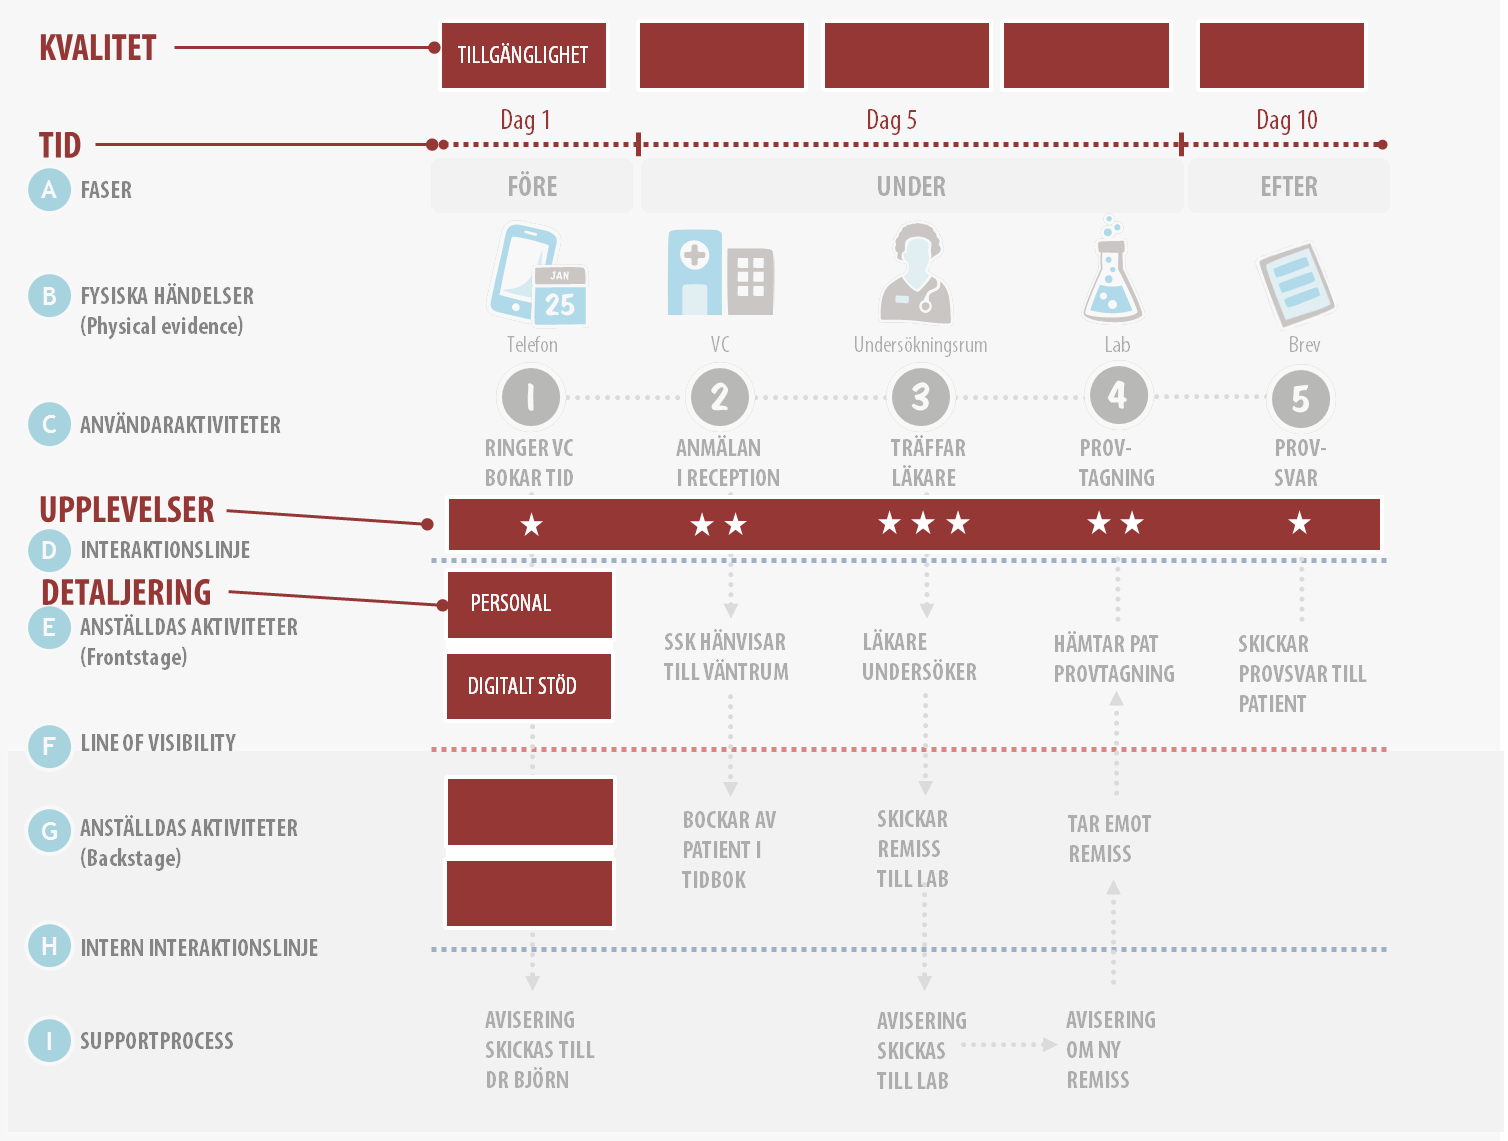 KVALITET
TILLGÄNGLIGHET
Dag 1
Dag 5
Dag 10
TID
A
FASER
FÖRE
UNDER
EFTER
B
FYSISKA HÄNDELSER
(Physical evidence)
JAN
25
Telefon
VC
Undersökningsrum
Lab
Brev
C
ANVÄNDARAKTIVITETER
1
2
3
4
5
RINGER VC
BOKAR TID
ANMÄLAN
I RECEPTION
TRÄFFAR
LÄKARE
PROV-
TAGNING
PROV-
SVAR
UPPLEVELSER
D
INTERAKTIONSLINJE
DETALJERING
PERSONAL
E
ANSTÄLLDAS AKTIVITETER
(Frontstage)
DIGITALT STÖD
SSK HÄNVISAR
TILL VÄNTRUM
LÄKARE
UNDERSÖKER
HÄMTAR PAT
PROVTAGNING
SKICKAR
PROVSVAR TILL
PATIENT
F
LINE OF VISIBILITY
G
ANSTÄLLDAS AKTIVITETER
(Backstage)
BOCKAR AV
PATIENT I
TIDBOK
SKICKAR
REMISS
TILL LAB
TAR EMOT
REMISS
H
INTERN INTERAKTIONSLINJE
I
SUPPORTPROCESS
AVISERING
SKICKAS TILL
DR BJÖRN
AVISERING
SKICKAS
TILL LAB
AVISERING
OM NY
REMISS